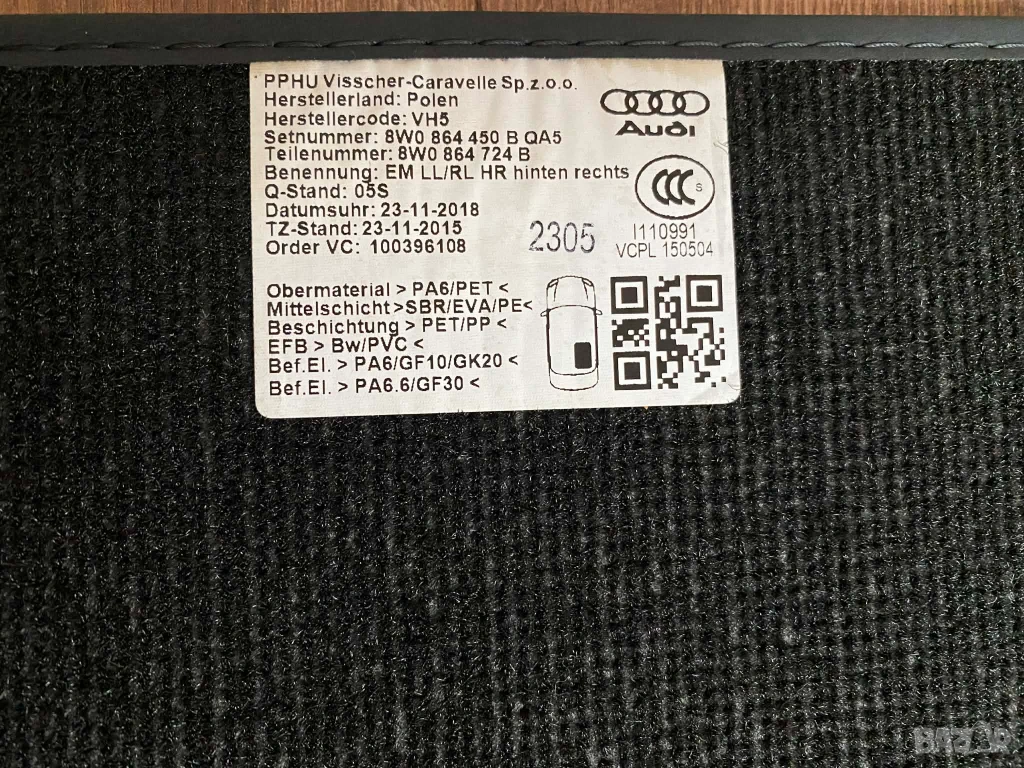 PPHU Visscher-Caravelle Sp.z.o.o.
Herstellerland: Polen
Herstellercode: VH5
Setnummer: 8W0 864 450 B QA5
Teilenummer: 8W0 864 724 B
Benennung: EM LL/RL HR hinten rechts
Q-Stand: 05S
Datumsuhr: 23-11-2018
TZ-Stand: 23-11-2015
Order VC: 100396108
Audi
CCC S
I110991
VCPL 150504
2305
Obermaterial > PA6/PET <
Mittelschicht >SBR/EVA/PE<
Beschichtung > PET/PP <
EFB > Bw/PVC <
Bef.El. > PA6/GF10/GK20 <
Bef.El. > PA6.6/GF30 <